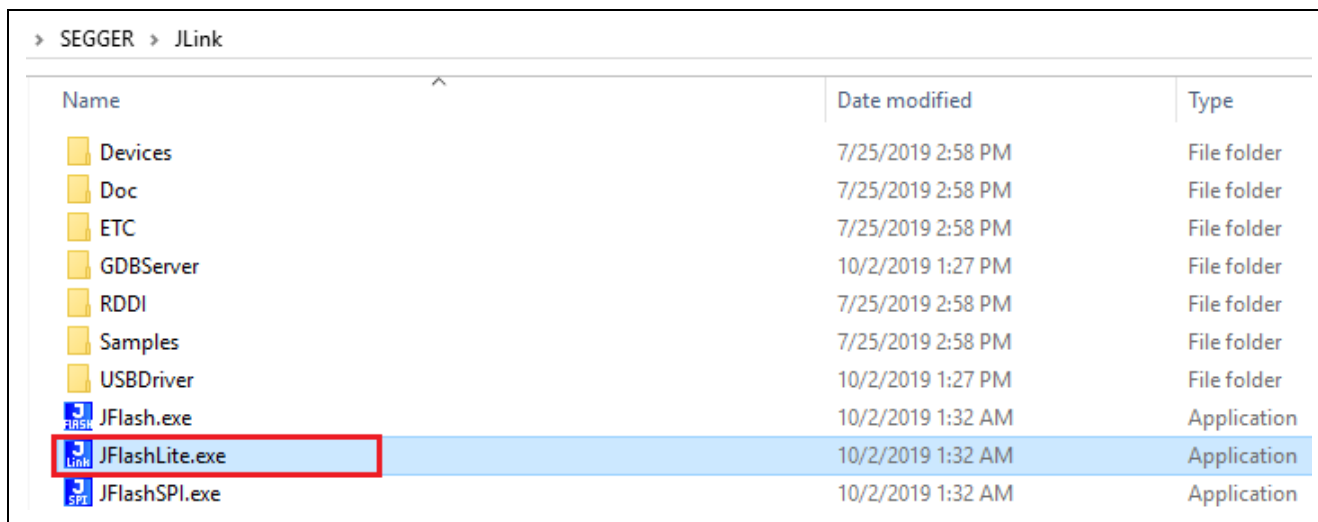 > SEGGER > JLink
Name Date modified Type
Devices 7/25/2019 2:58 PM File folder
Doc 7/25/2019 2:58 PM File folder
ETC 7/25/2019 2:58 PM File folder
GDBServer 10/2/2019 1:27 PM File folder
RDDI 7/25/2019 2:58 PM File folder
Samples 7/25/2019 2:58 PM File folder
USBDriver 10/2/2019 1:27 PM File folder
J FLASH JFlash.exe 10/2/2019 1:32 AM Application
J Link JFlashLite.exe 10/2/2019 1:32 AM Application
J SPI JFlashSPI.exe 10/2/2019 1:32 AM Application